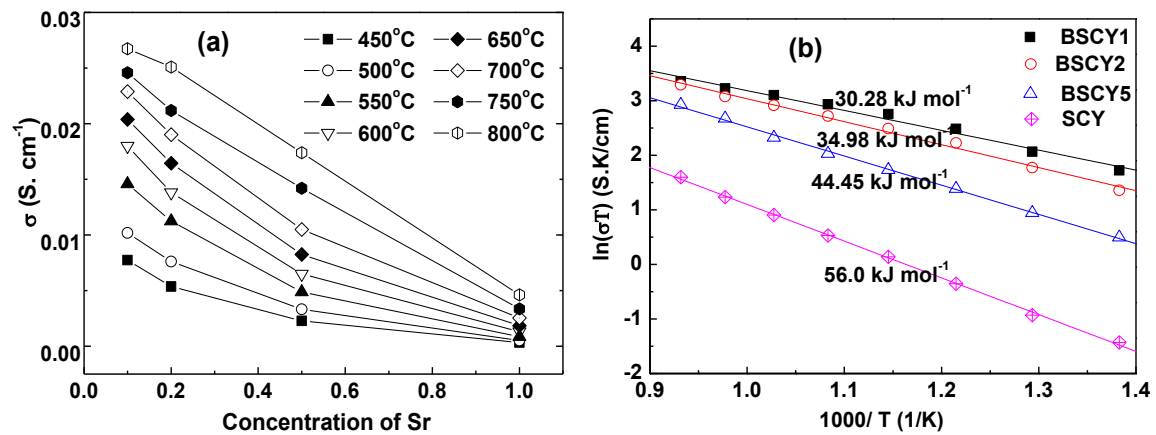 0.03
0.02
0.01
0.00
σ (S. cm⁻¹)
(a)
450°C
500°C
550°C
600°C
650°C
700°C
750°C
800°C
0.0 0.2 0.4 0.6 0.8 1.0
Concentration of Sr
4
3
2
1
0
-1
-2
ln(σT) (S.K/cm)
(b)
BSCY1
BSCY2
BSCY5
SCY
30.28 kJ mol⁻¹
34.98 kJ mol
44.45 kJ mol⁻¹
56.0 kJ mol⁻¹
0.9 1.0 1.1 1.2 1.3 1.4
1000/ T (1/K)